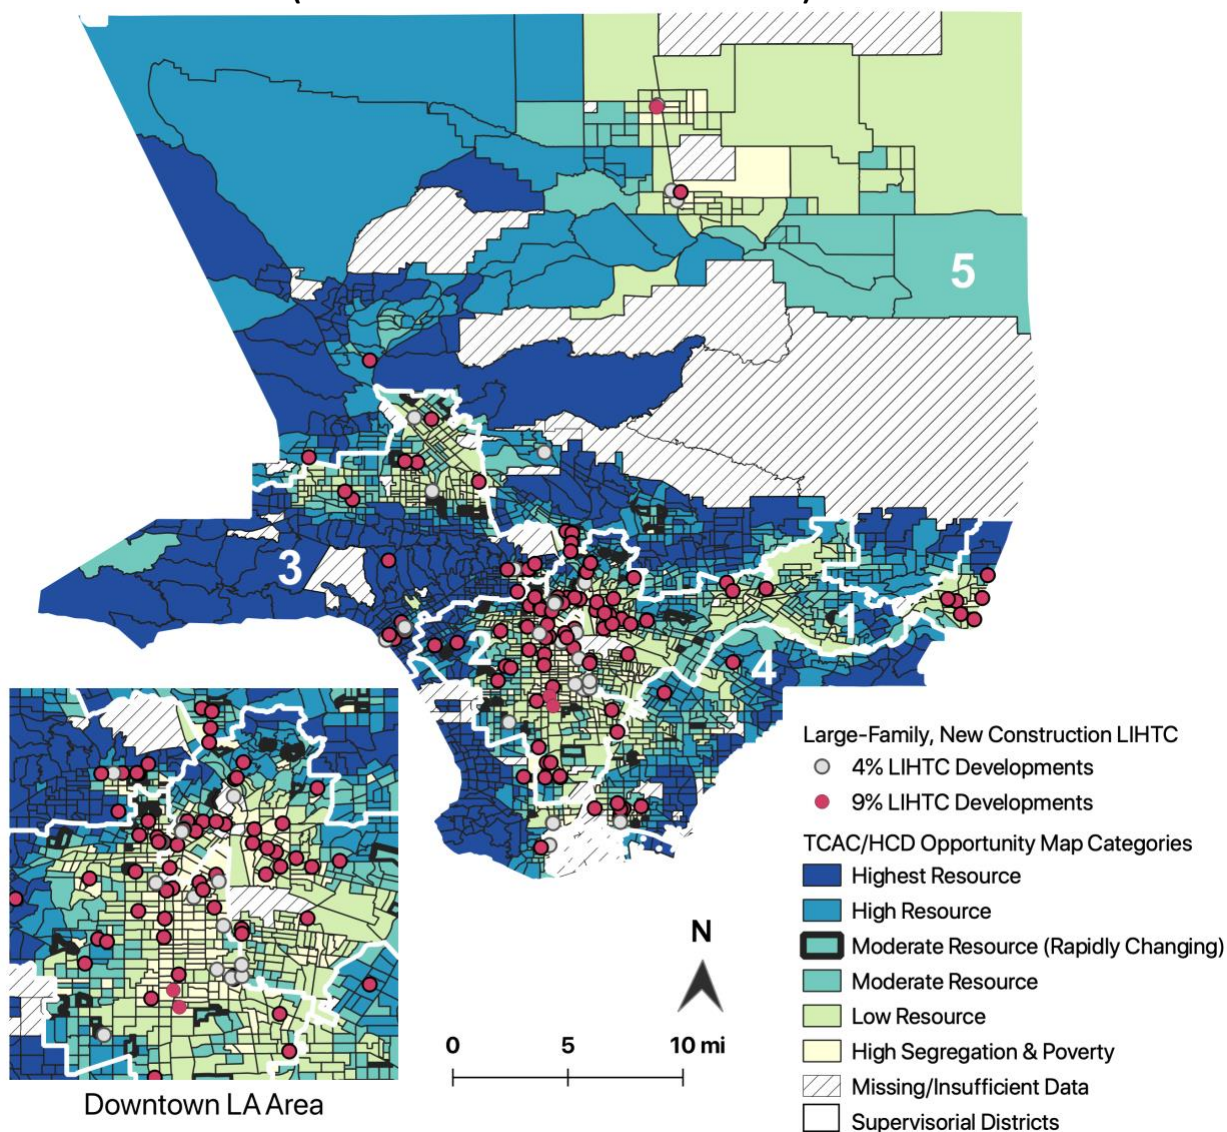 5
3
2
1
4
Large-Family, New Construction LIHTC
4% LIHTC Developments
9% LIHTC Developments
TCAC/HCD Opportunity Map Categories
Highest Resource
High Resource
Moderate Resource (Rapidly Changing)
Moderate Resource
Low Resource
High Segregation & Poverty
Missing/Insufficient Data
Supervisorial Districts
N
0 5 10 mi
Downtown LA Area